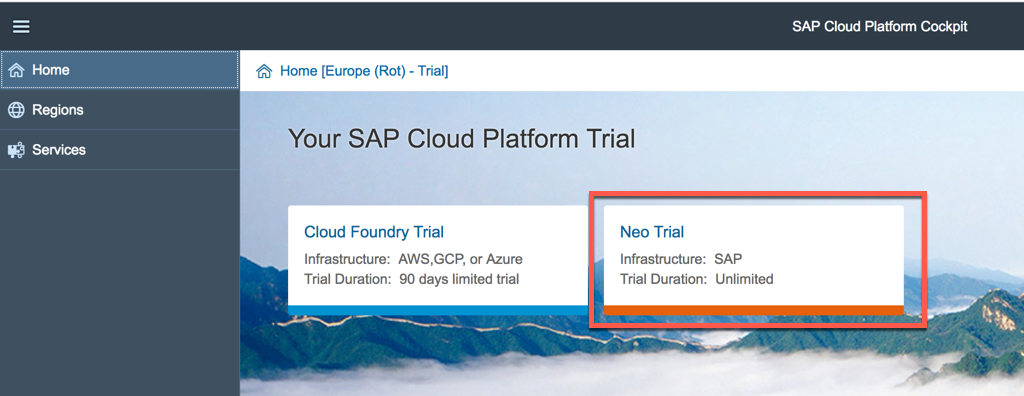 SAP Cloud Platform Cockpit
Home
Regions
Services
Home [Europe (Rot) - Trial]
Your SAP Cloud Platform Trial
Cloud Foundry Trial
Infrastructure: AWS,GCP, or Azure
Trial Duration: 90 days limited trial
Neo Trial
Infrastructure: SAP
Trial Duration: Unlimited